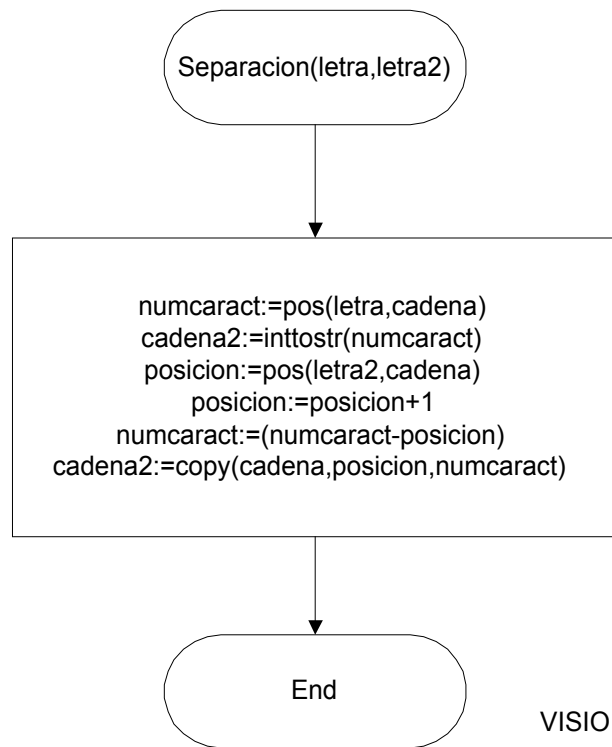 Separacion(letra,letra2)
numcaract:=pos(letra,cadena)
cadena2:=inttostr(numcaract)
posicion:=pos(letra2,cadena)
posicion:=posicion+1
numcaract:=(numcaract-posicion)
cadena2:=copy(cadena,posicion,numcaract)
End
VISIO